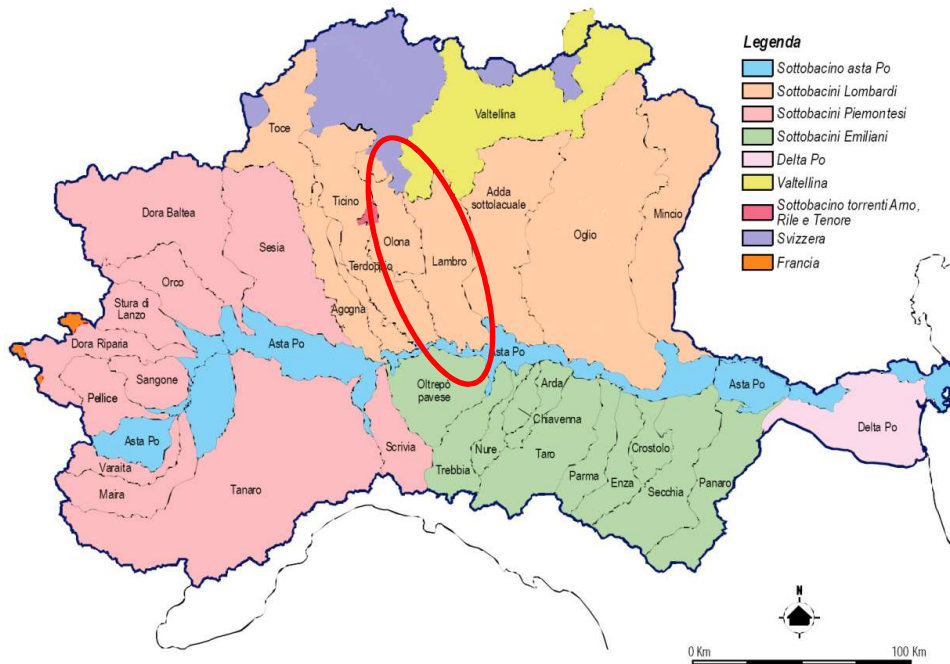 Legenda
Sottobacino asta Po
Sottobacini Lombardi
Sottobacini Piemontesi
Sottobacini Emiliani
Delta Po
Valtellina
Sottobacino torrenti Arno,
Rile e Tenore
Svizzera
Francia
Toce
Valtellina
Ticino
Adda
sottolacuale
Mincio
Dora Baltea
Oglio
Sesia
Olona
Lambro
Terdoppio
Orco
Stura di
Lanzo
Agogna
Dora Riparia
Asta Po
Asta Po
Sangone
Oltrepò
pavese
Arda
Asta Po
Pellice
Chiavenna
Asta Po
Delta Po
Nure
Crostolo
Varaita
Scrivia
Trebbia
Taro
Parma
Enza
Secchia
Panaro
Maira
Tanaro
N
0 Km
100 Km